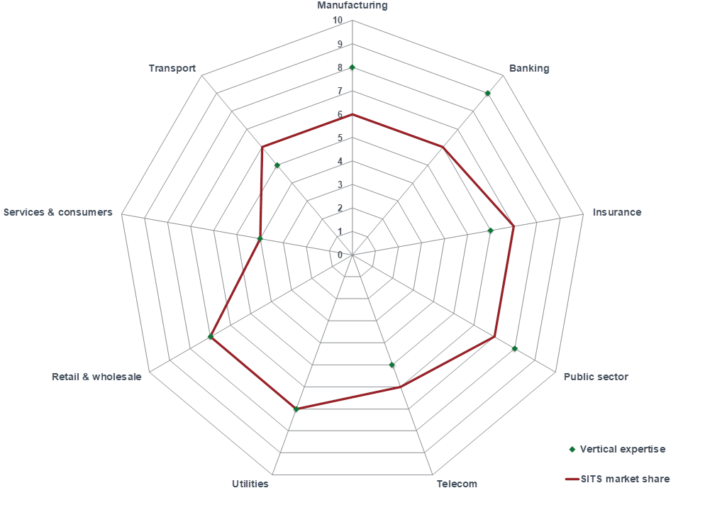 Manufacturing
10
9
8
7
6
5
4
3
2
1
0
Transport
Banking
Services & consumers
Insurance
Retail & wholesale
Public sector
Utilities
Telecom
Vertical expertise
SITS market share